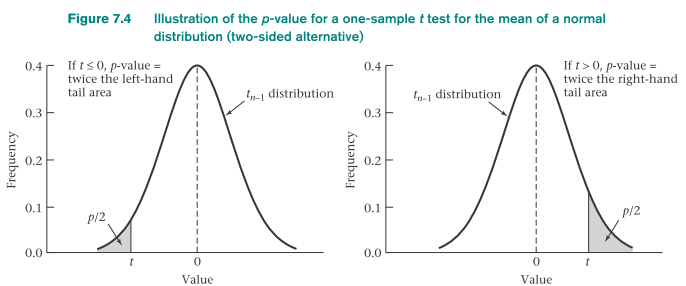 Figure 7.4 Illustration of the p-value for a one-sample t test for the mean of a normal
distribution (two-sided alternative)
If t ≤ 0, p-value =
twice the left-hand
tail area
t_{n–1} distribution
Frequency
0.4
0.3
0.2
0.1
0.0
p/2
t
0
Value
If t > 0, p-value =
twice the right-hand
tail area
t_{n–1} distribution
Frequency
0.4
0.3
0.2
0.1
0.0
p/2
0
t
Value